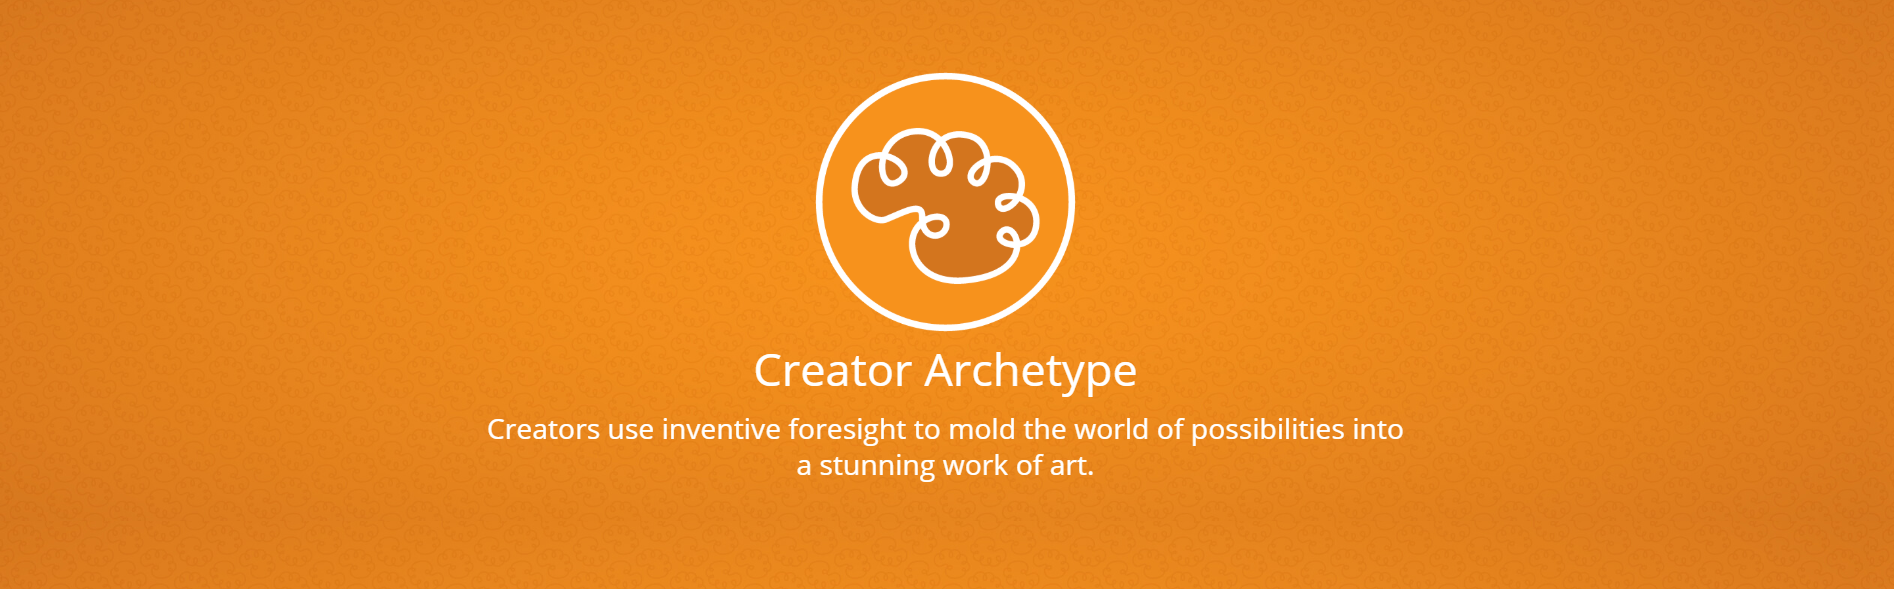 Creator Archetype
Creators use inventive foresight to mold the world of possibilities into
a stunning work of art.